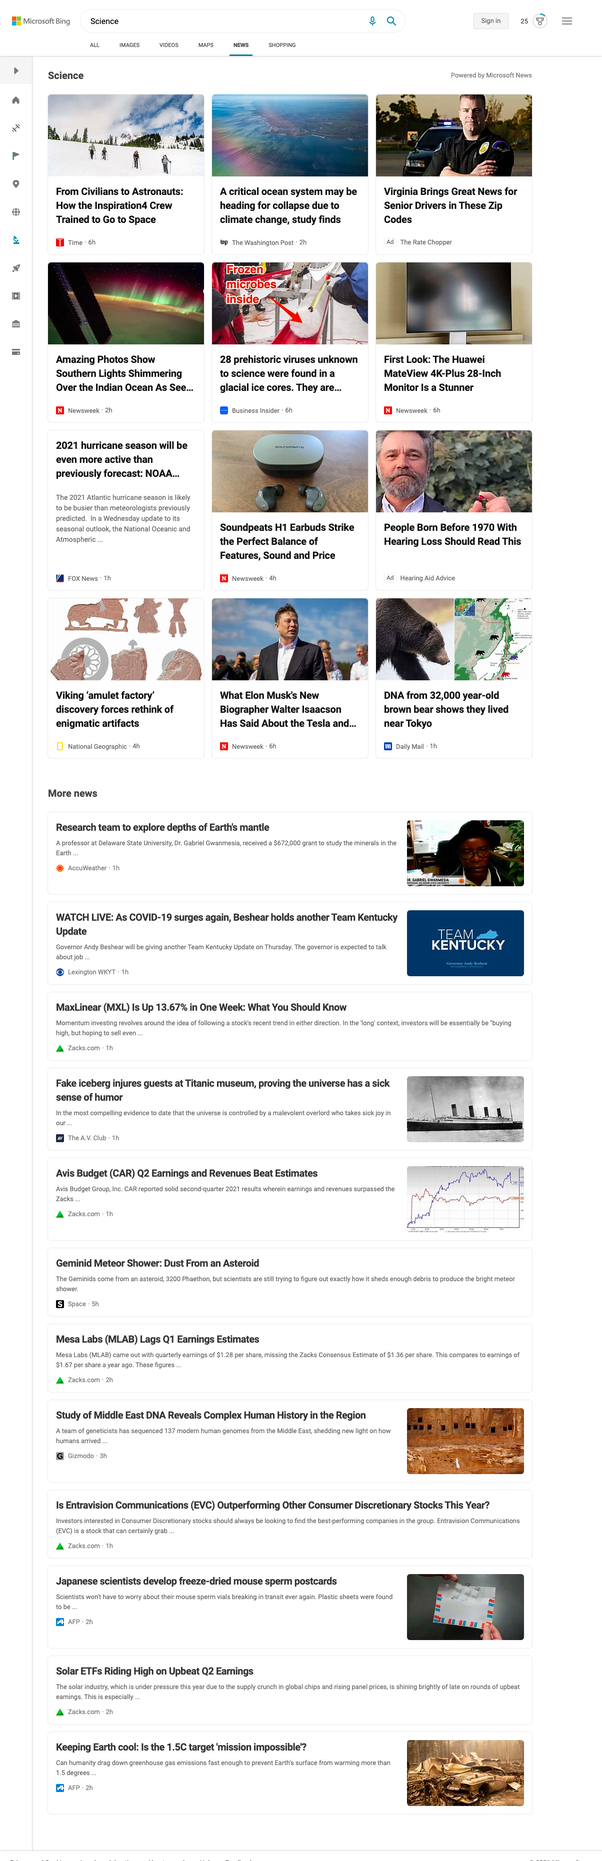 Microsoft Bing
Science
Sign in
25
ALL IMAGES VIDEOS MAPS NEWS SHOPPING
Science
Powered by Microsoft News
From Civilians to Astronauts:
How the Inspiration4 Crew
Trained to Go to Space
Time · 6h
A critical ocean system may be
heading for collapse due to
climate change, study finds
The Washington Post · 2h
Virginia Brings Great News for
Senior Drivers in These Zip
Codes
Ad The Rate Chopper
Amazing Photos Show
Southern Lights Shimmering
Over the Indian Ocean As See...
Newsweek · 2h
Frozen
microbes
inside
28 prehistoric viruses unknown
to science were found in a
glacial ice cores. They are...
Business Insider · 6h
First Look: The Huawei
MateView 4K-Plus 28-Inch
Monitor Is a Stunner
Newsweek · 6h
2021 hurricane season will be
even more active than
previously forecast: NOAA...
The 2021 Atlantic hurricane season is likely
to be busier than meteorologists previously
predicted. In a Wednesday update to its
seasonal outlook, the National Oceanic and
Atmospheric ...
FOX News · 1h
Soundpeats H1 Earbuds Strike
the Perfect Balance of
Features, Sound and Price
Newsweek · 4h
People Born Before 1970 With
Hearing Loss Should Read This
Ad Hearing Aid Advice
Viking 'amulet factory'
discovery forces rethink of
enigmatic artifacts
National Geographic · 4h
What Elon Musk's New
Biographer Walter Isaacson
Has Said About the Tesla and...
Newsweek · 6h
DNA from 32,000 year-old
brown bear shows they lived
near Tokyo
Daily Mail · 1h
More news
Research team to explore depths of Earth's mantle
A professor at Delaware State University, Dr. Gabriel Gwanmesia, received a $672,000 grant to study the minerals in the
Earth ...
AccuWeather · 1h
DR. GABRIEL GWANMESIA
WATCH LIVE: As COVID-19 surges again, Beshear holds another Team Kentucky
Update
Governor Andy Beshear will be giving another Team Kentucky Update on Thursday. The governor is expected to talk
about job ...
Lexington WKYT · 1h
TEAM
KENTUCKY
MaxLinear (MXL) Is Up 13.67% in One Week: What You Should Know
Momentum investing revolves around the idea of following a stock's recent trend in either direction. In the 'long' context, investors will be essentially be "buying
high, but hoping to sell even ...
Zacks.com · 1h
Fake iceberg injures guests at Titanic museum, proving the universe has a sick
sense of humor
In the most compelling evidence to date that the universe is controlled by a malevolent overlord who takes sick joy in
our ...
The A.V. Club · 1h
Avis Budget (CAR) Q2 Earnings and Revenues Beat Estimates
Avis Budget Group, Inc. CAR reported solid second-quarter 2021 results wherein earnings and revenues surpassed the
Zacks ...
Zacks.com · 1h
Geminid Meteor Shower: Dust From an Asteroid
The Geminids come from an asteroid, 3200 Phaethon, but scientists are still trying to figure out exactly how it sheds enough debris to produce the bright meteor
shower.
Space · 5h
Mesa Labs (MLAB) Lags Q1 Earnings Estimates
Mesa Labs (MLAB) came out with quarterly earnings of $1.28 per share, missing the Zacks Consensus Estimate of $1.36 per share. This compares to earnings of
$1.67 per share a year ago. These figures ...
Zacks.com · 2h
Study of Middle East DNA Reveals Complex Human History in the Region
A team of geneticists has sequenced 137 modern human genomes from the Middle East, shedding new light on how
humans arrived ...
Gizmodo · 3h
Is Entravision Communications (EVC) Outperforming Other Consumer Discretionary Stocks This Year?
Investors interested in Consumer Discretionary stocks should always be looking to find the best-performing companies in the group. Entravision Communications
(EVC) is a stock that can certainly grab ...
Zacks.com · 1h
Japanese scientists develop freeze-dried mouse sperm postcards
Scientists won't have to worry about their mouse sperm vials breaking in transit ever again. Plastic sheets were found
to be ...
AFP · 2h
Solar ETFs Riding High on Upbeat Q2 Earnings
The solar industry, which is under pressure this year due to the supply crunch in global chips and rising panel prices, is shining brightly of late on rounds of upbeat
earnings. This is especially ...
Zacks.com · 2h
Keeping Earth cool: Is the 1.5C target 'mission impossible'?
Can humanity drag down greenhouse gas emissions fast enough to prevent Earth's surface from warming more than
1.5 degrees ...
AFP · 2h